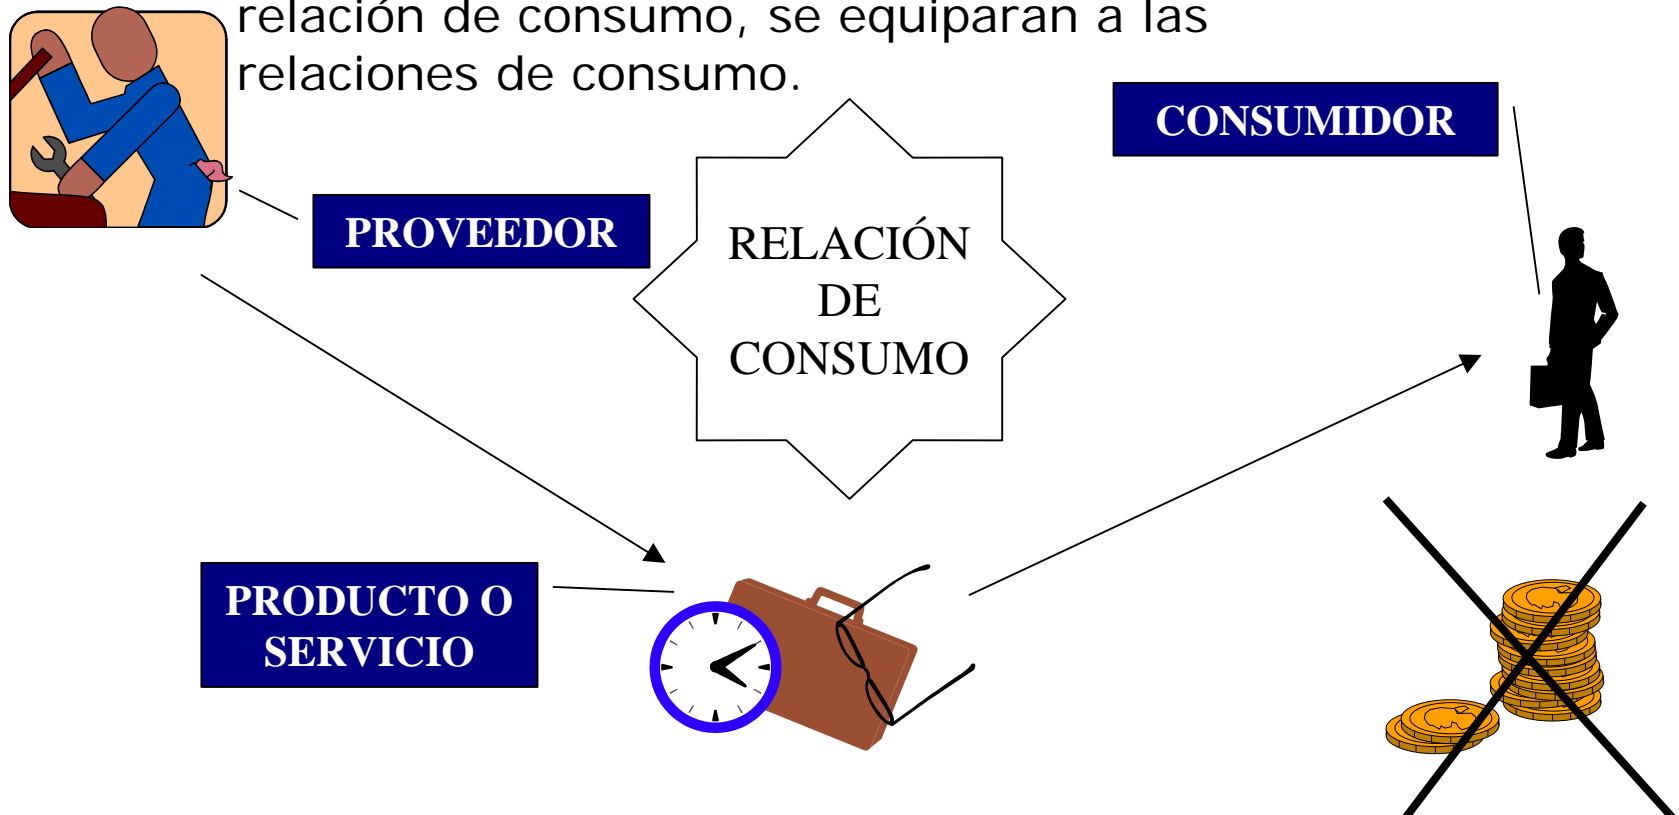 relación de consumo, se equiparan a las
relaciones de consumo.
CONSUMIDOR
PROVEEDOR
RELACIÓN
DE
CONSUMO
PRODUCTO O
SERVICIO